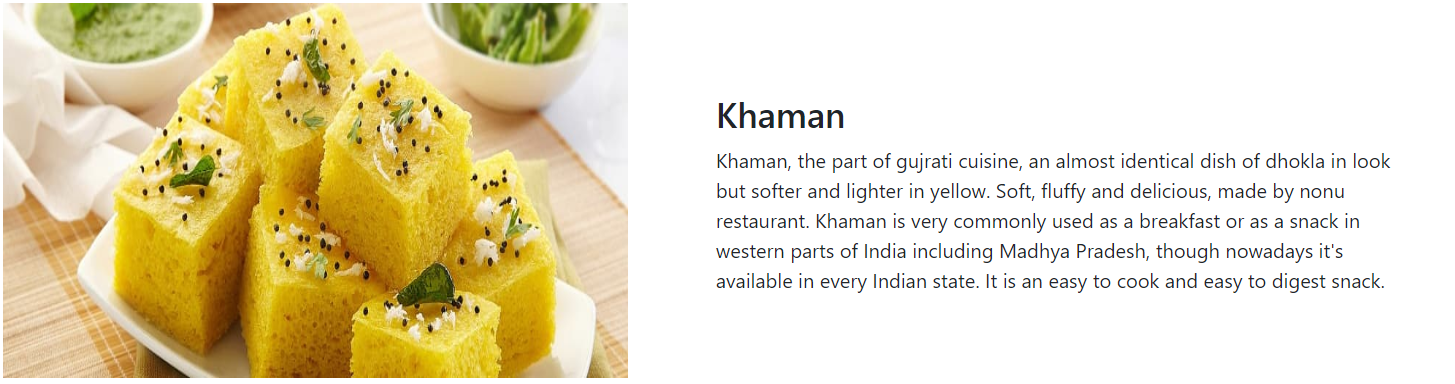 Khaman
Khaman, the part of gujrati cuisine, an almost identical dish of dhokla in look
but softer and lighter in yellow. Soft, fluffy and delicious, made by nonu
restaurant. Khaman is very commonly used as a breakfast or as a snack in
western parts of India including Madhya Pradesh, though nowadays it's
available in every Indian state. It is an easy to cook and easy to digest snack.